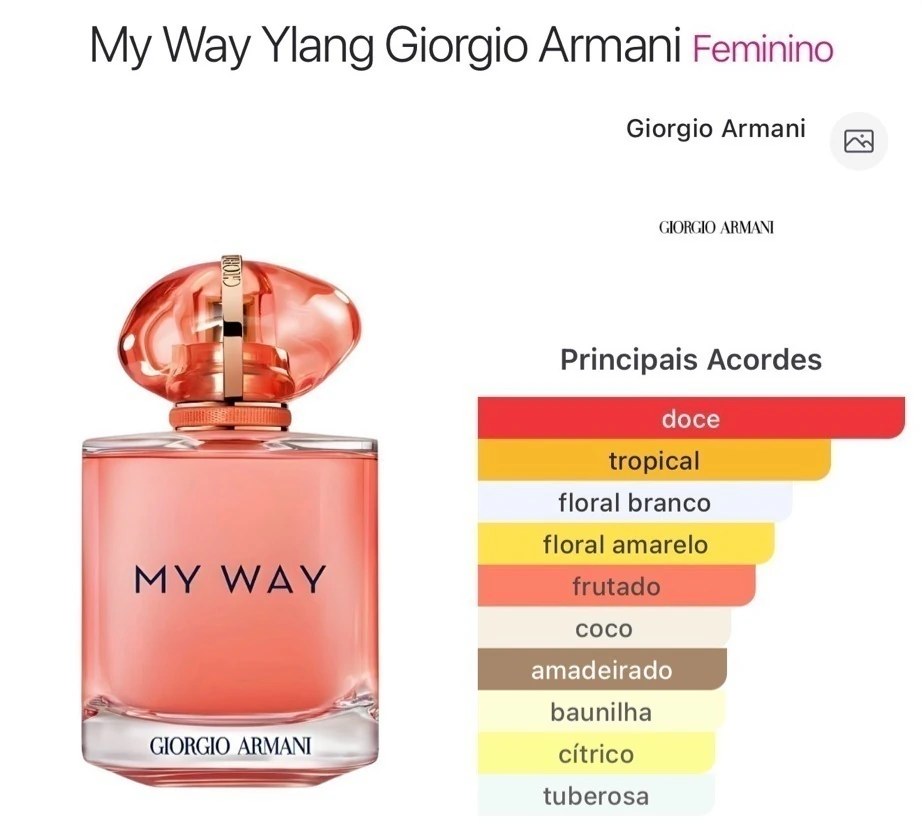 My Way Ylang Giorgio Armani Feminino
Giorgio Armani
GIORGIO ARMANI
GIORGI
Principais Acordes
doce
tropical
floral branco
floral amarelo
frutado
coco
amadeirado
baunilha
cítrico
tuberosa
MY WAY
GIORGIO ARMANI